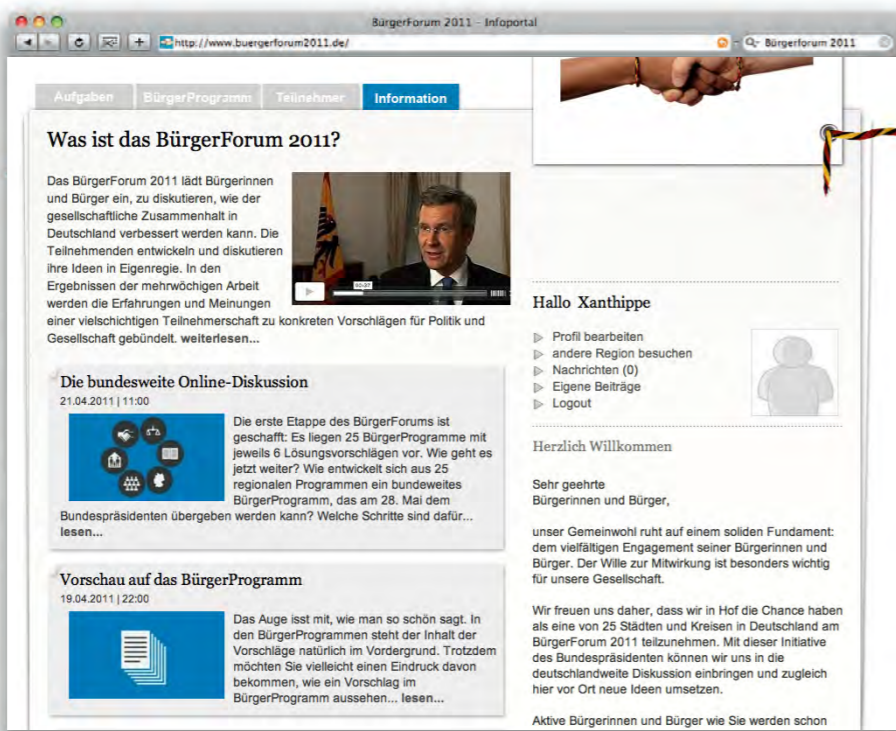 BürgerForum 2011 - Infoportal
http://www.buergerforum2011.de/
Bürgerforum 2011
Aufgaben
BürgerProgramm
Teilnehmer
Information
Was ist das BürgerForum 2011?
Das BürgerForum 2011 lädt Bürgerinnen
und Bürger ein, zu diskutieren, wie der
gesellschaftliche Zusammenhalt in
Deutschland verbessert werden kann. Die
Teilnehmenden entwickeln und diskutieren
ihre Ideen in Eigenregie. In den
Ergebnissen der mehrwöchigen Arbeit
werden die Erfahrungen und Meinungen
einer vielschichtigen Teilnehmerschaft zu konkreten Vorschlägen für Politik und
Gesellschaft gebündelt. weiterlesen...
Die bundesweite Online-Diskussion
21.04.2011 | 11:00
Die erste Etappe des BürgerForums ist
geschafft: Es liegen 25 BürgerProgramme mit
jeweils 6 Lösungsvorschlägen vor. Wie geht es
jetzt weiter? Wie entwickelt sich aus 25
regionalen Programmen ein bundesweites
BürgerProgramm, das am 28. Mai dem
Bundespräsidenten übergeben werden kann? Welche Schritte sind dafür...
lesen...
Vorschau auf das BürgerProgramm
19.04.2011 | 22:00
Das Auge isst mit, wie man so schön sagt. In
den BürgerProgrammen steht der Inhalt der
Vorschläge natürlich im Vordergrund. Trotzdem
möchten Sie vielleicht einen Eindruck davon
bekommen, wie ein Vorschlag im
BürgerProgramm aussehen... lesen...
Hallo Xanthippe
Profil bearbeiten
andere Region besuchen
Nachrichten (0)
Eigene Beiträge
Logout
Herzlich Willkommen
Sehr geehrte
Bürgerinnen und Bürger,
unser Gemeinwohl ruht auf einem soliden Fundament:
dem vielfältigen Engagement seiner Bürgerinnen und
Bürger. Der Wille zur Mitwirkung ist besonders wichtig
für unsere Gesellschaft.
Wir freuen uns daher, dass wir in Hof die Chance haben
als eine von 25 Städten und Kreisen in Deutschland am
BürgerForum 2011 teilzunehmen. Mit dieser Initiative
des Bundespräsidenten können wir uns in die
deutschlandweite Diskussion einbringen und zugleich
hier vor Ort neue Ideen umsetzen.
Aktive Bürgerinnen und Bürger wie Sie werden schon